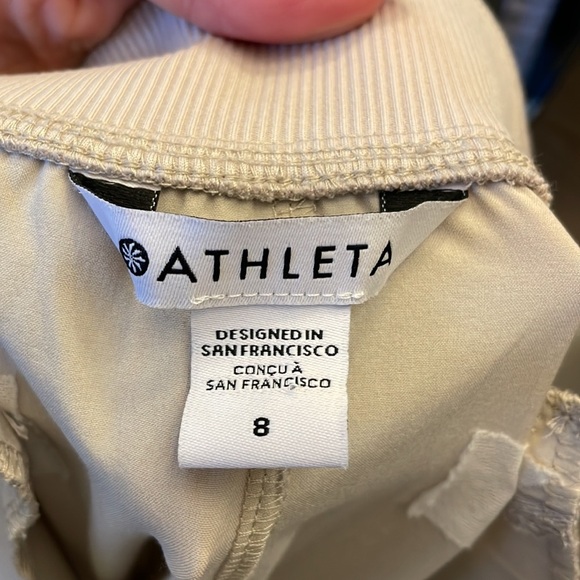 ATHLETA
DESIGNED IN
SAN FRANCISCO
CONÇU À
SAN FRANCISCO
8